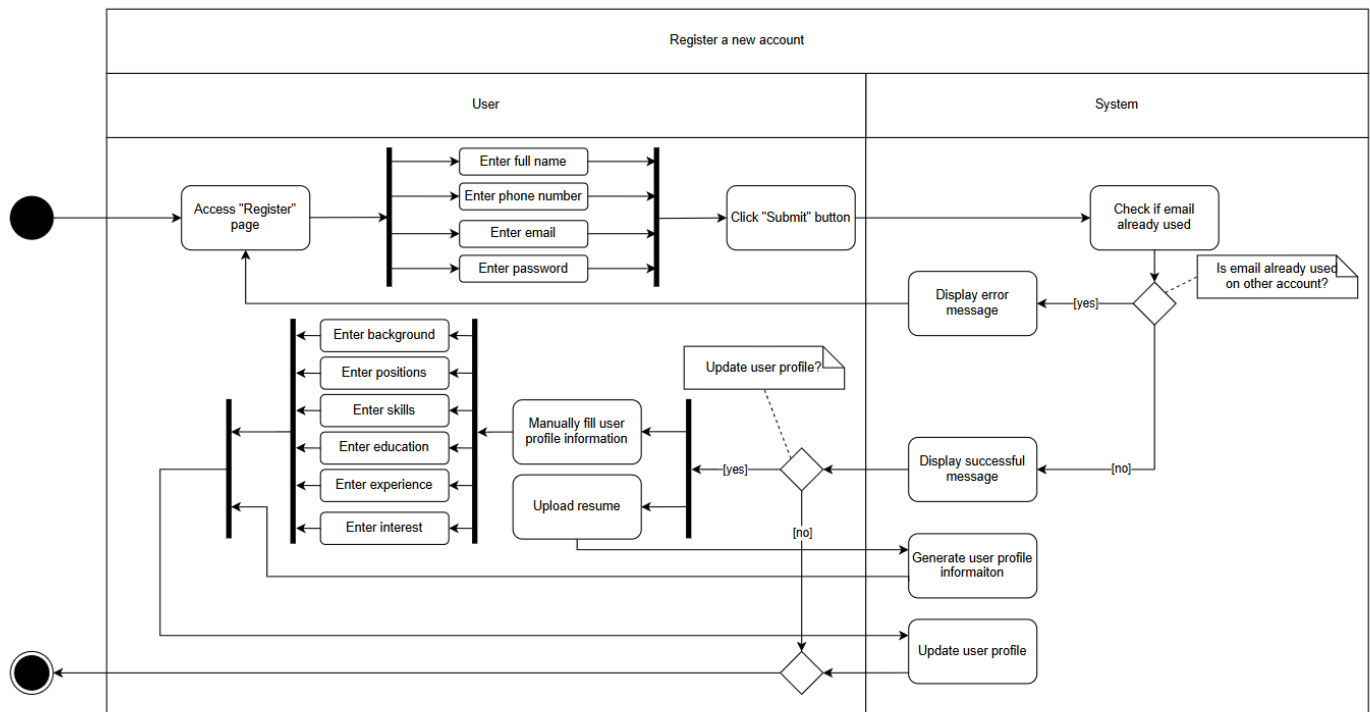 Register a new account
User
System
Enter full name
Enter phone number
Access "Register"
page
Click "Submit" button
Check if email
already used
Enter email
Enter password
Is email already used
on other account?
Display error
message
[yes]
Enter background
Enter positions
Enter skills
Enter education
Enter experience
Enter interest
Manually fill user
profile information
Upload resume
[yes]
Update user profile?
Display successful
message
[no]
[no]
Generate user profile
informaiton
Update user profile